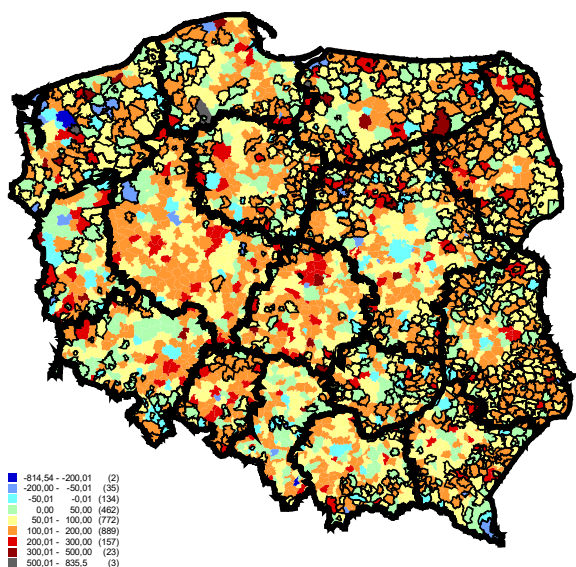 -814,54 - -200,01 (2)
-200,00 - -50,01 (35)
-50,01 -0,01 (134)
0,00 50,00 (462)
50,01 - 100,00 (772)
100,01 - 200,00 (889)
200,01 - 300,00 (157)
300,01 - 500,00 (23)
500,01 - 835,5 (3)